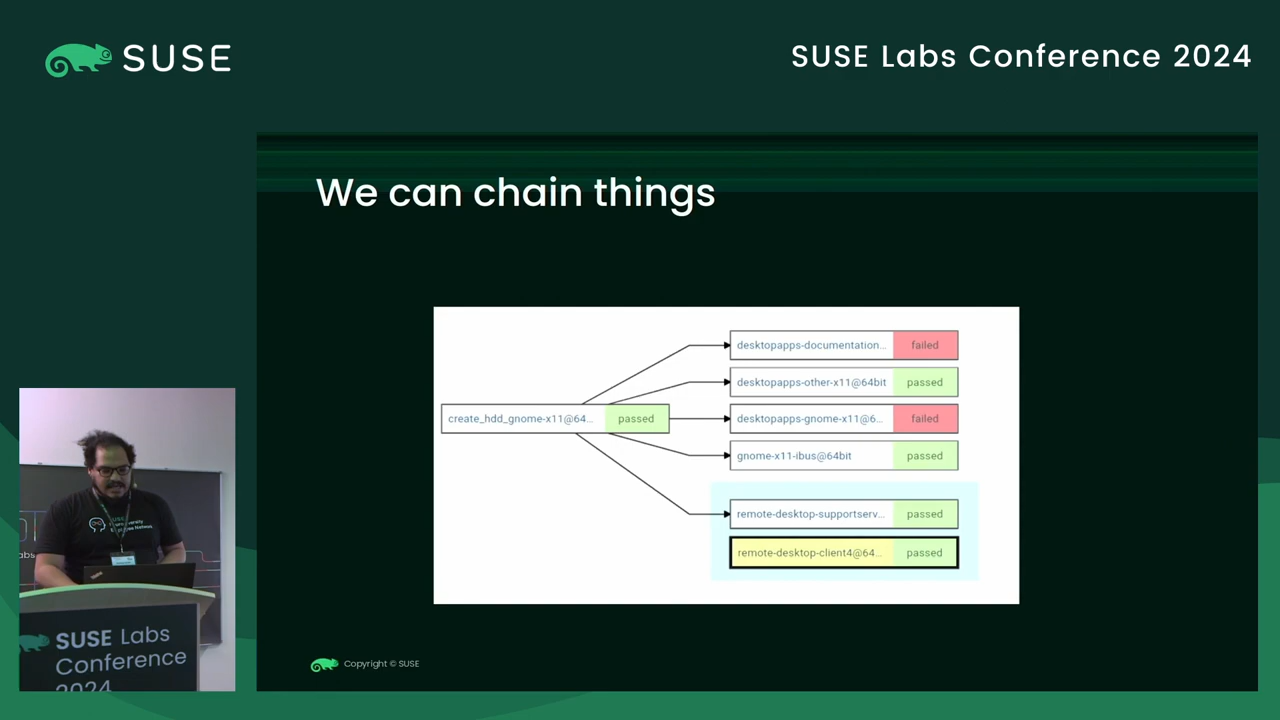 SUSE
SUSE Labs Conference 2024
We can chain things
desktopapps-documentation... failed
desktopapps-other-x11@64bit passed
create_hdd_gnome-x11@64... passed
desktopapps-gnome-x11@6... failed
gnome-x11-ibus@64bit passed
remote-desktop-supportserv... passed
remote-desktop-client4@64... passed
Copyright © SUSE
SUSE Labs
Conference
2024